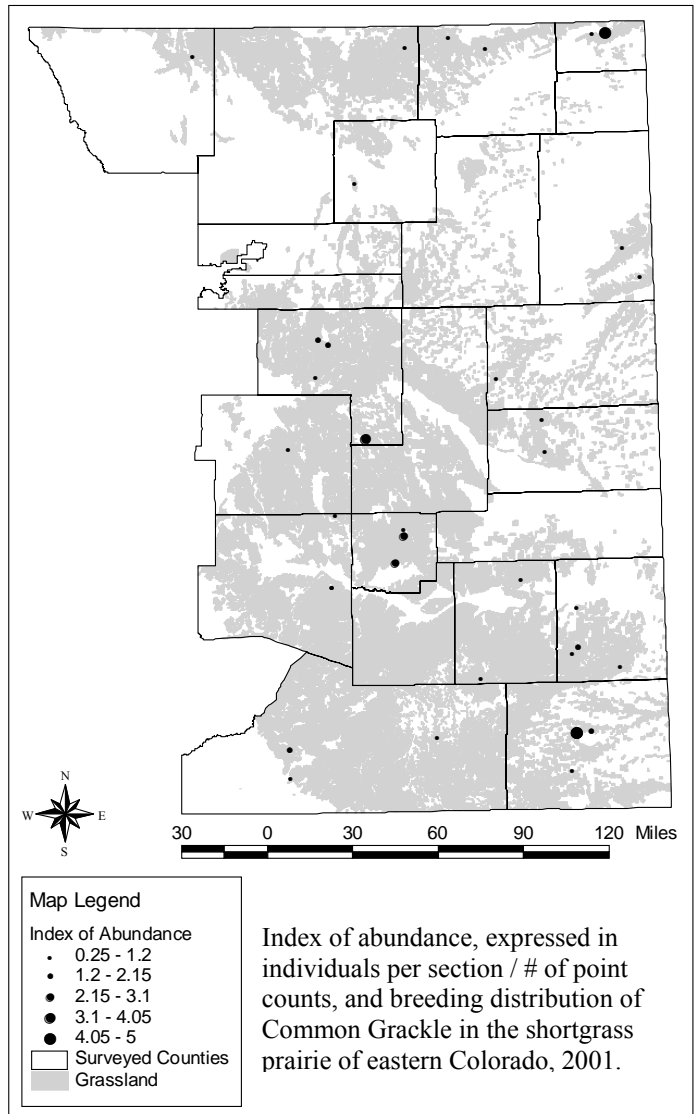 N
W E
S
30 0 30 60 90 120 Miles
Map Legend
Index of Abundance
0.25 - 1.2
1.2 - 2.15
2.15 - 3.1
3.1 - 4.05
4.05 - 5
Surveyed Counties
Grassland
Index of abundance, expressed in
individuals per section / # of point
counts, and breeding distribution of
Common Grackle in the shortgrass
prairie of eastern Colorado, 2001.